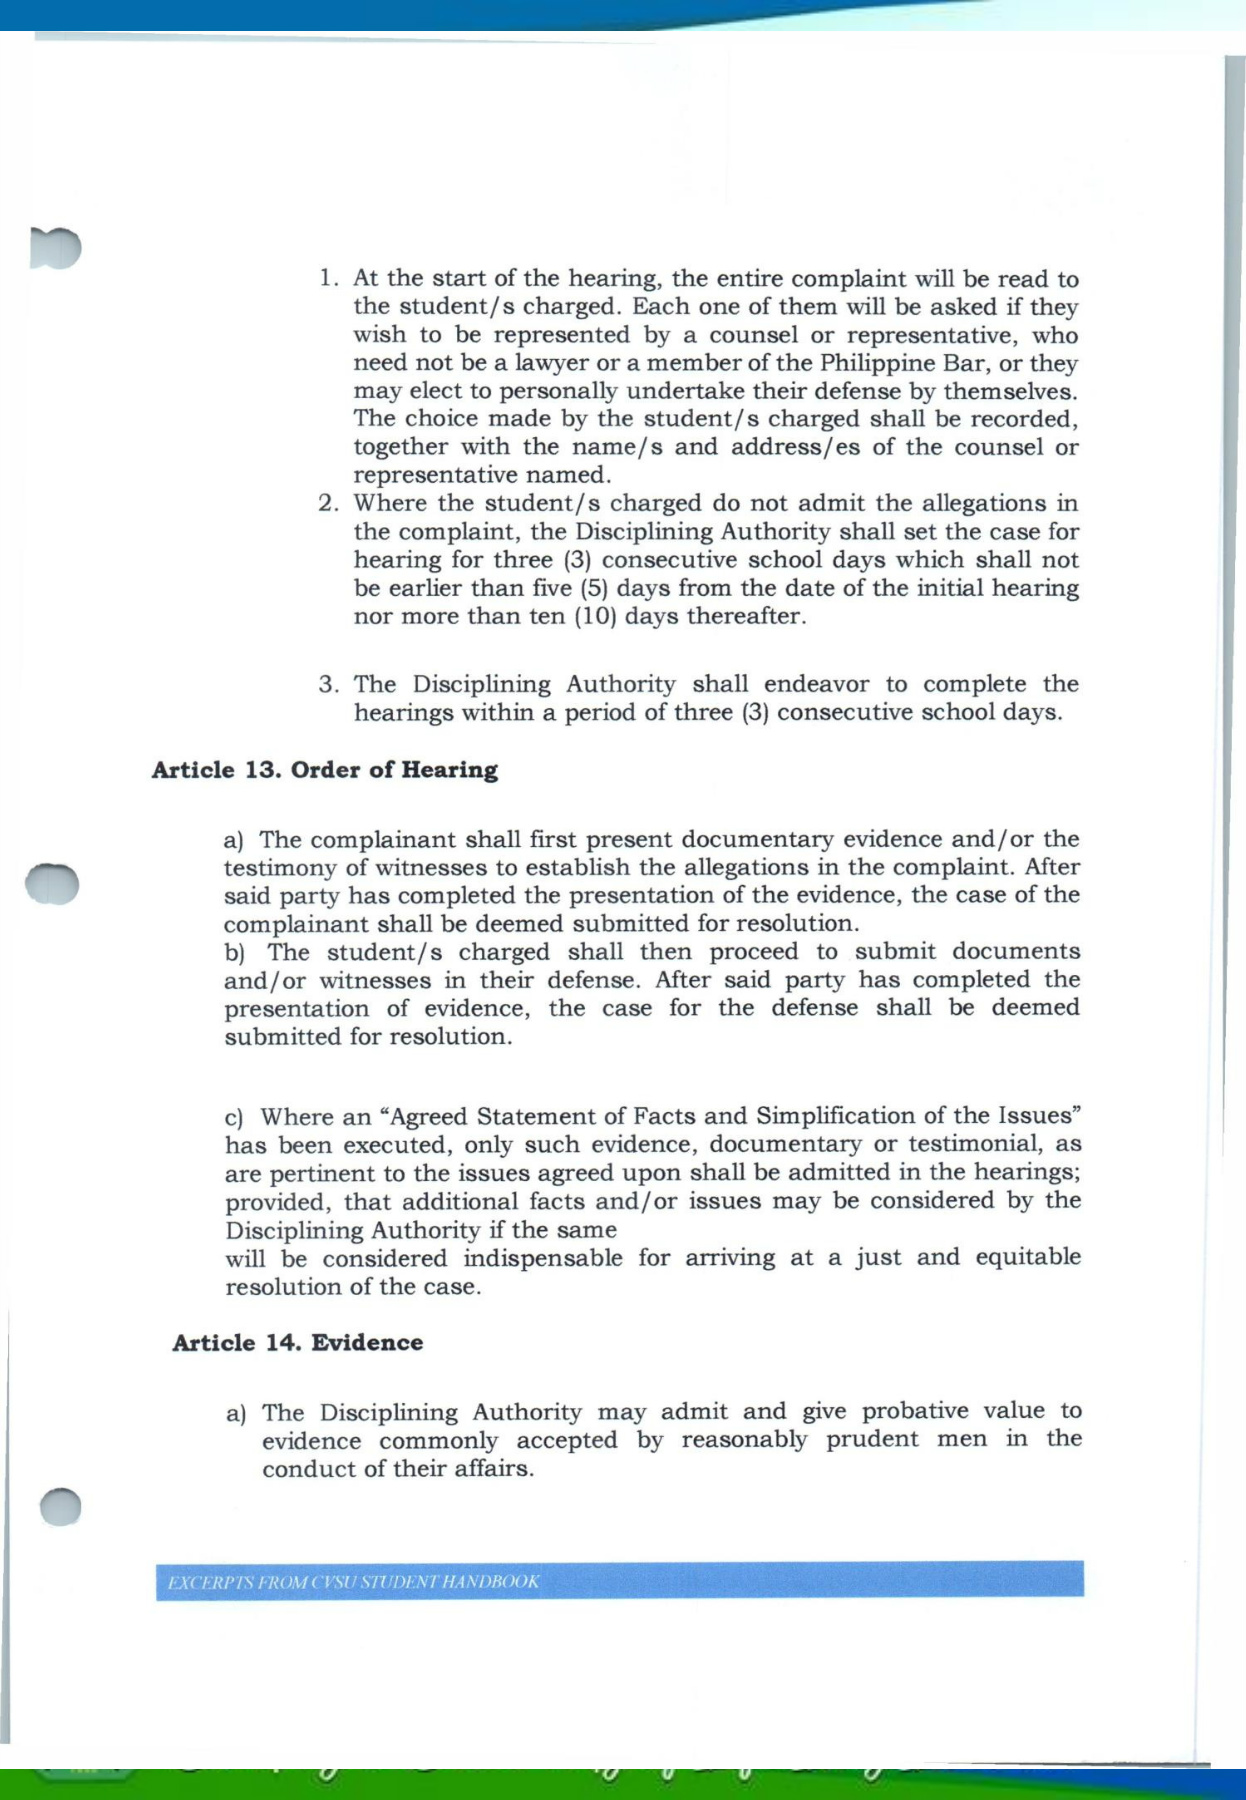 1. At the start of the hearing, the entire complaint will be read to
the student/s charged. Each one of them will be asked if they
wish to be represented by a counsel or representative, who
need not be a lawyer or a member of the Philippine Bar, or they
may elect to personally undertake their defense by themselves.
The choice made by the student/s charged shall be recorded,
together with the name/s and address/es of the counsel or
representative named.
2. Where the student/s charged do not admit the allegations in
the complaint, the Disciplining Authority shall set the case for
hearing for three (3) consecutive school days which shall not
be earlier than five (5) days from the date of the initial hearing
nor more than ten (10) days thereafter.
3. The Disciplining Authority shall endeavor to complete the
hearings within a period of three (3) consecutive school days.
Article 13. Order of Hearing
a) The complainant shall first present documentary evidence and/or the
testimony of witnesses to establish the allegations in the complaint. After
said party has completed the presentation of the evidence, the case of the
complainant shall be deemed submitted for resolution.
b) The student/s charged shall then proceed to submit documents
and/or witnesses in their defense. After said party has completed the
presentation of evidence, the case for the defense shall be deemed
submitted for resolution.
c) Where an “Agreed Statement of Facts and Simplification of the Issues”
has been executed, only such evidence, documentary or testimonial, as
are pertinent to the issues agreed upon shall be admitted in the hearings;
provided, that additional facts and/or issues may be considered by the
Disciplining Authority if the same
will be considered indispensable for arriving at a just and equitable
resolution of the case.
Article 14. Evidence
a) The Disciplining Authority may admit and give probative value to
evidence commonly accepted by reasonably prudent men in the
conduct of their affairs.
EXCERPTS FROM CVSU STUDENT HANDBOOK